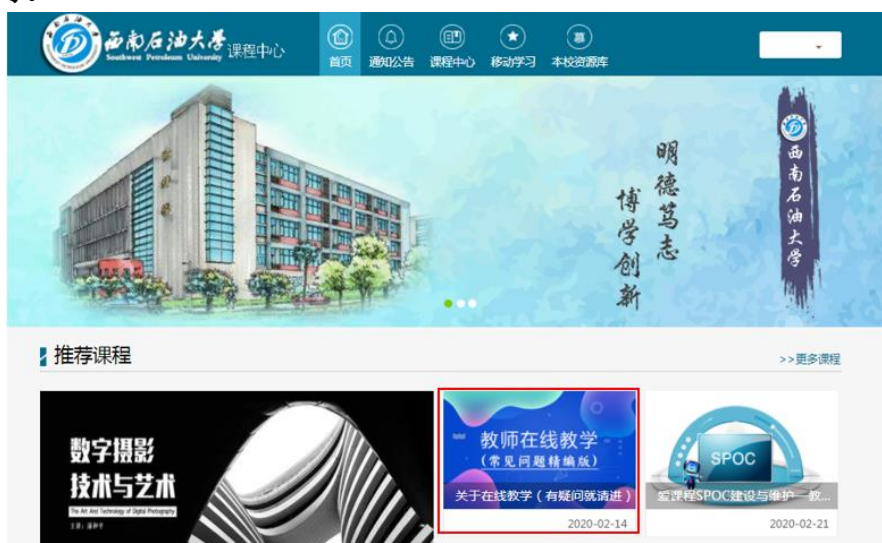 西南石油大学
Southwest Petroleum University
课程中心
首页
通知公告
课程中心
移动学习
本校资源库
明德笃志
博学创新
西南石油大学
推荐课程
>>更多课程
数字摄影
技术与艺术
The Art And Technology of Digital Photography
教师在线教学
(常见问题精编版)
关于在线教学（有疑问就请进）
2020-02-14
SPOC
爱课程SPOC建设与维护—教...
2020-02-21